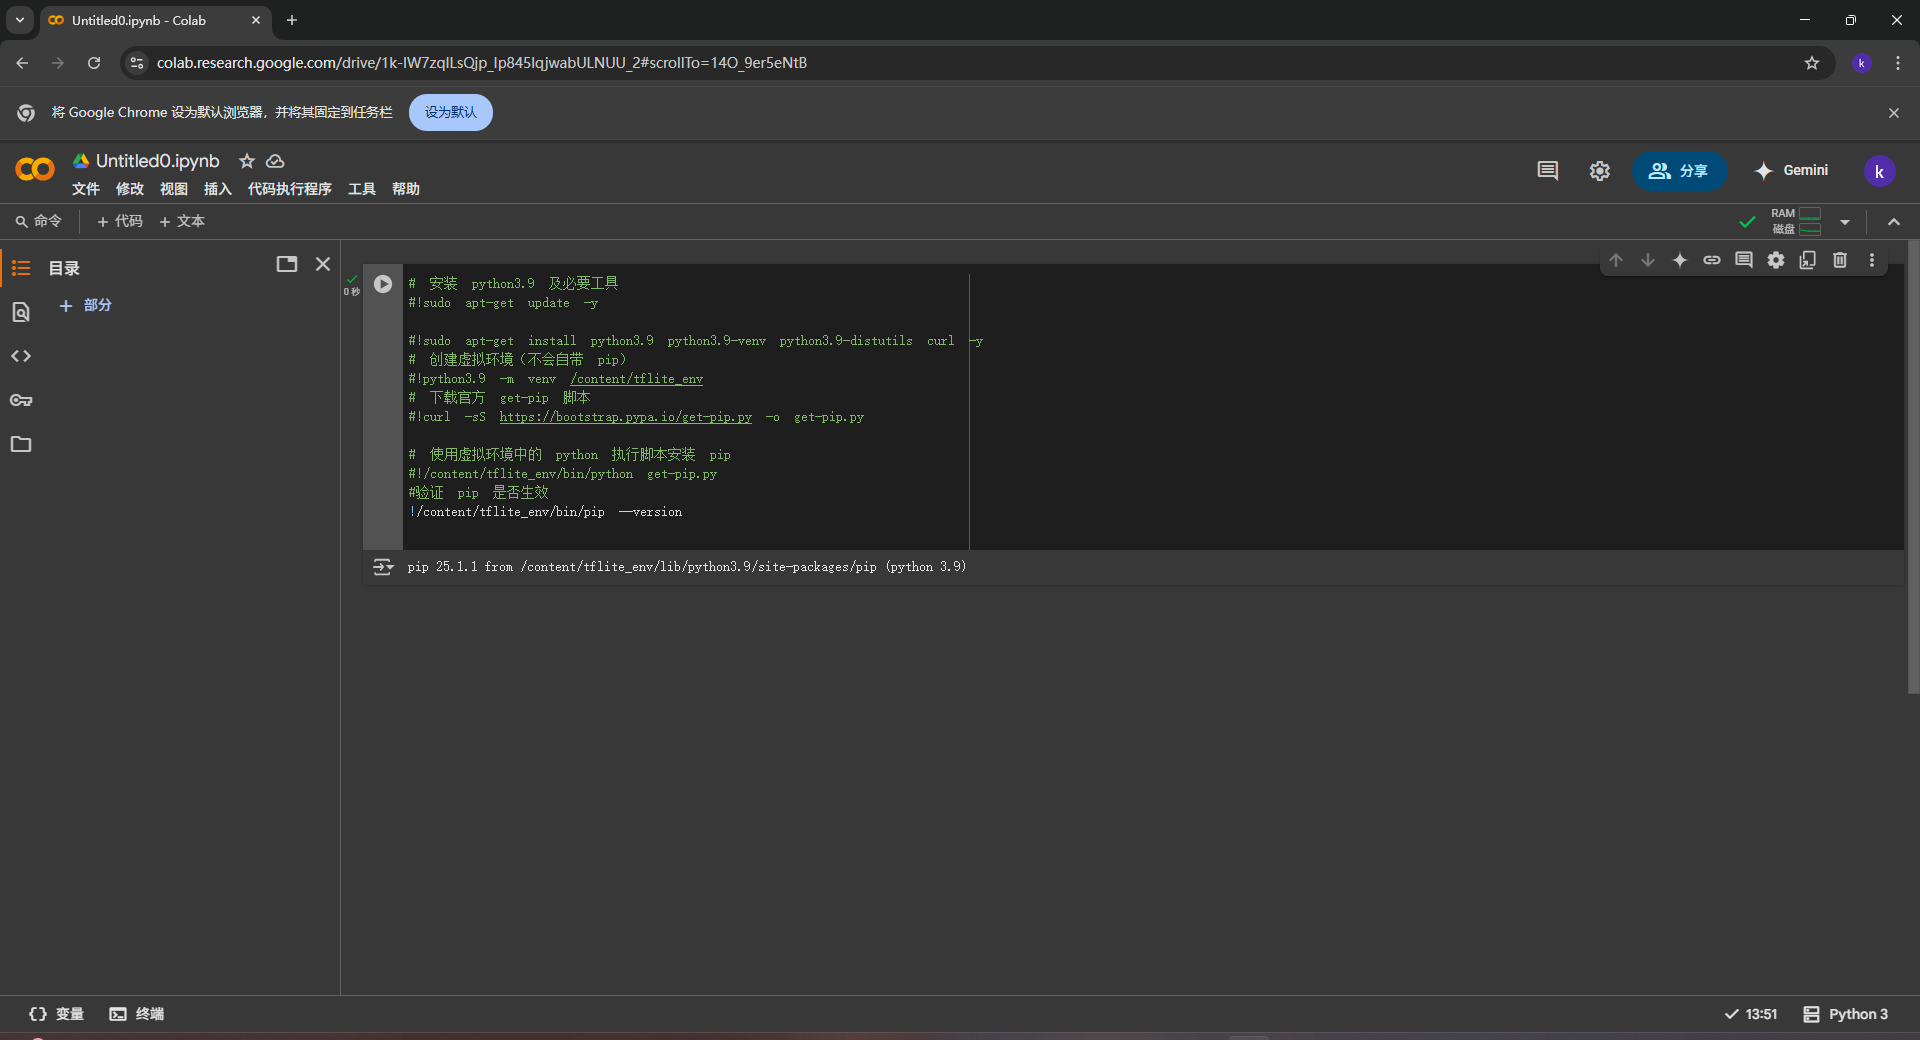 Untitled0.ipynb - Colab
colab.research.google.com/drive/1k-IW7zqlLsQjp_Ip845IqjwabULNUU_2#scrollTo=14O_9er5eNtB
k
将 Google Chrome 设为默认浏览器，并将其固定到任务栏
设为默认
Untitled0.ipynb
文件 修改 视图 插入 代码执行程序 工具 帮助
分享
Gemini
k
命令
+ 代码 + 文本
RAM
磁盘
目录
+ 部分
0 秒
# 安装 python3.9 及必要工具
#!sudo apt-get update -y
#!sudo apt-get install python3.9 python3.9-venv python3.9-distutils curl -y
# 创建虚拟环境（不会自带 pip）
#!python3.9 -m venv /content/tflite_env
# 下载官方 get-pip 脚本
#!curl -sS https://bootstrap.pypa.io/get-pip.py -o get-pip.py
# 使用虚拟环境中的 python 执行脚本安装 pip
#!/content/tflite_env/bin/python get-pip.py
#验证 pip 是否生效
!/content/tflite_env/bin/pip --version
pip 25.1.1 from /content/tflite_env/lib/python3.9/site-packages/pip (python 3.9)
{} 变量
终端
13:51
Python 3